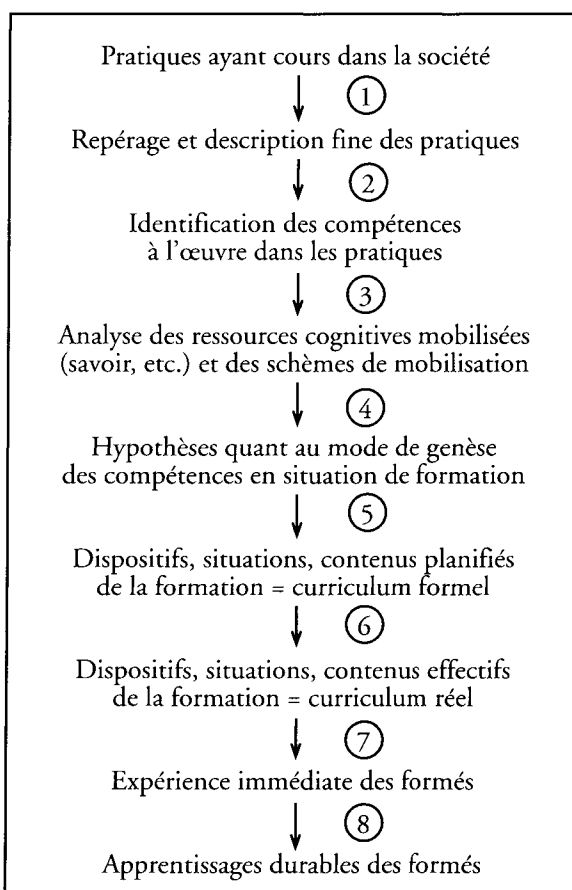 Pratiques ayant cours dans la société
1
Repérage et description fine des pratiques
2
Identification des compétences
à l'œuvre dans les pratiques
3
Analyse des ressources cognitives mobilisées
(savoir, etc.) et des schèmes de mobilisation
4
Hypothèses quant au mode de genèse
des compétences en situation de formation
5
Dispositifs, situations, contenus planifiés
de la formation = curriculum formel
6
Dispositifs, situations, contenus effectifs
de la formation = curriculum réel
7
Expérience immédiate des formés
8
Apprentissages durables des formés